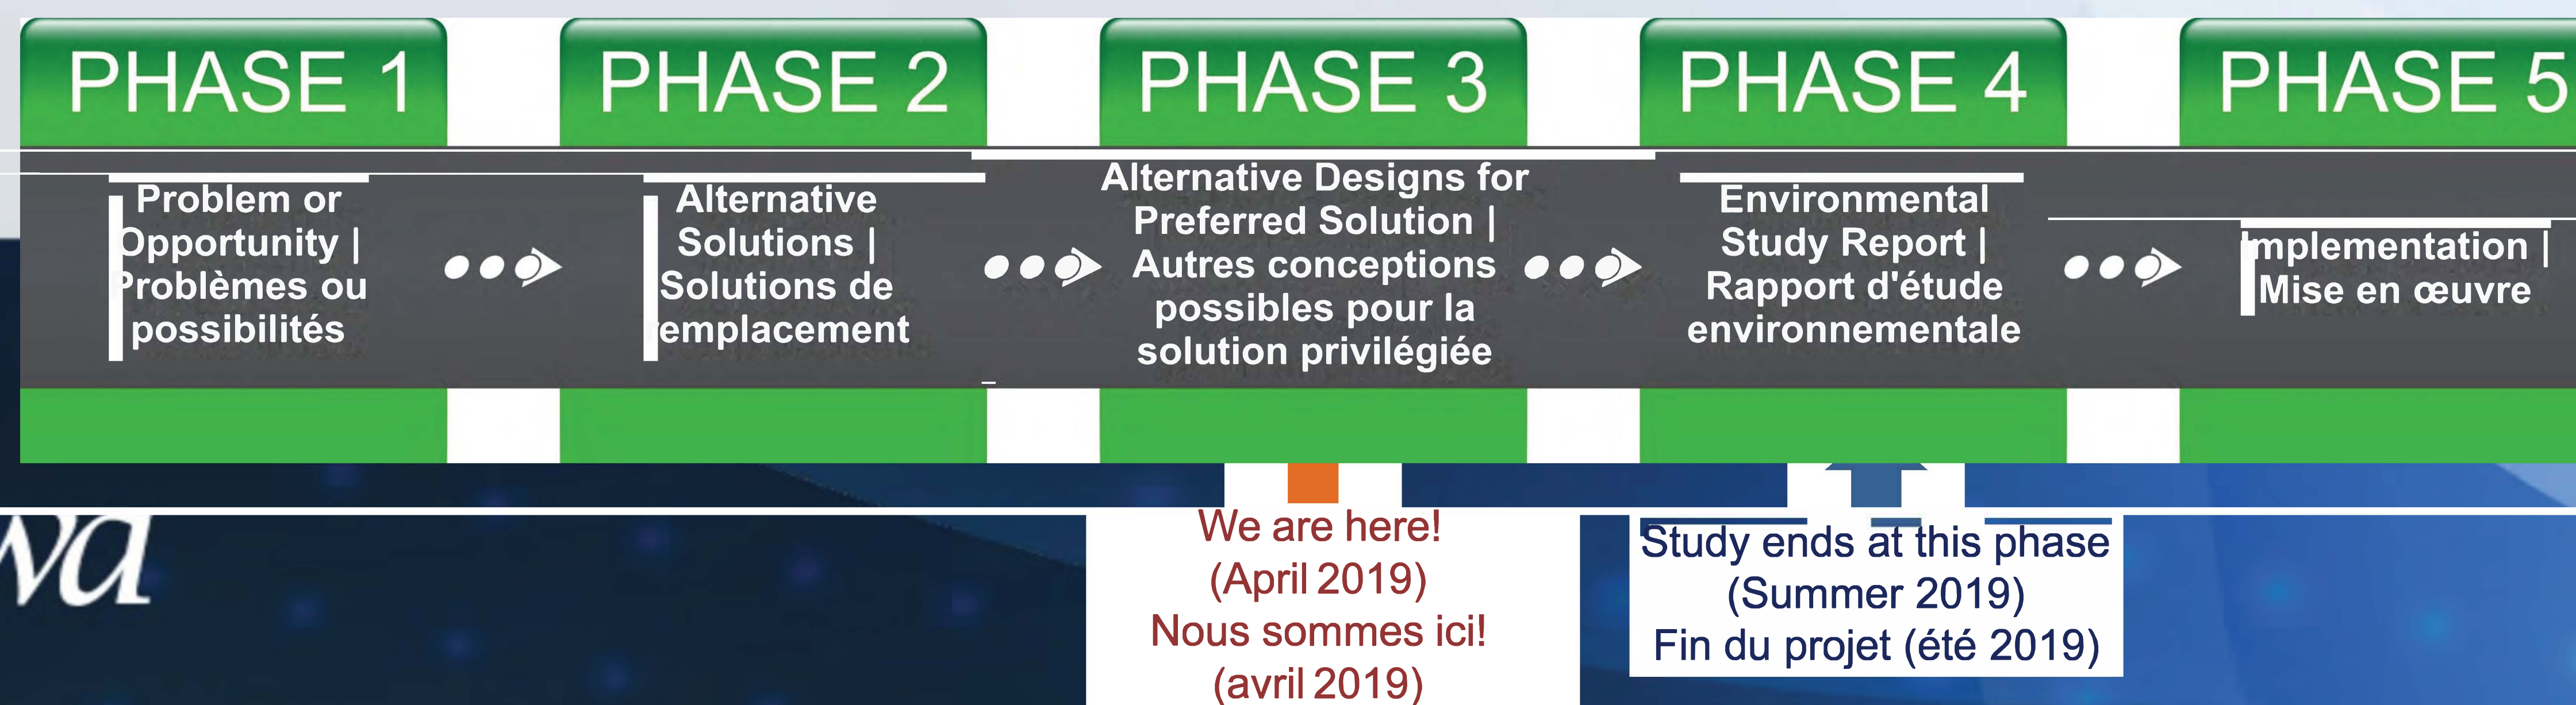 PHASE 1
PHASE 2
PHASE 3
PHASE 4
PHASE 5
Problem or
Opportunity |
Problèmes ou
possibilités
Alternative
Solutions |
Solutions de
remplacement
Alternative Designs for
Preferred Solution |
Autres conceptions
possibles pour la
solution privilégiée
Environmental
Study Report |
Rapport d'étude
environnementale
Implementation |
Mise en œuvre
We are here!
(April 2019)
Nous sommes ici!
(avril 2019)
Study ends at this phase
(Summer 2019)
Fin du projet (été 2019)